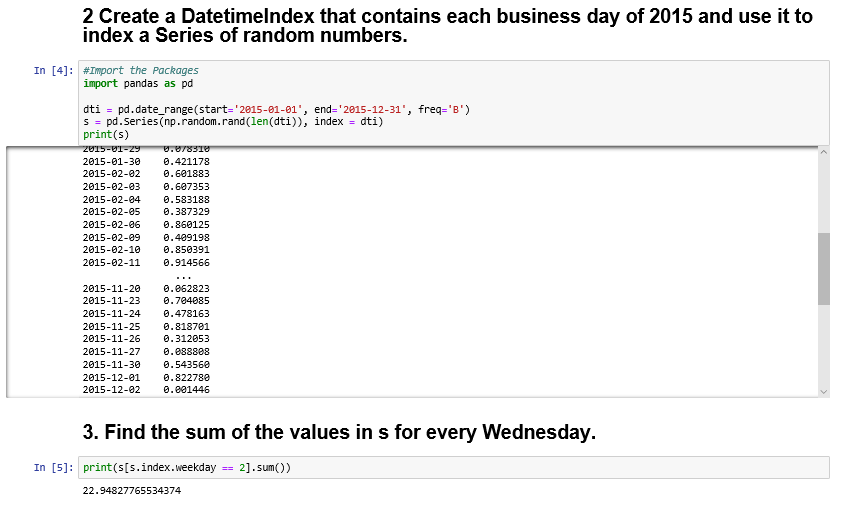 2 Create a DatetimeIndex that contains each business day of 2015 and use it to
index a Series of random numbers.
In [4]: #Import the Packages
import pandas as pd
dti = pd.date_range(start='2015-01-01', end='2015-12-31', freq='B')
s = pd.Series(np.random.rand(len(dti)), index = dti)
print(s)
2015-01-29 0.078310
2015-01-30 0.421178
2015-02-02 0.601883
2015-02-03 0.607353
2015-02-04 0.583188
2015-02-05 0.387329
2015-02-06 0.860125
2015-02-09 0.409198
2015-02-10 0.850391
2015-02-11 0.914566
...
2015-11-20 0.062823
2015-11-23 0.704085
2015-11-24 0.478163
2015-11-25 0.818701
2015-11-26 0.312053
2015-11-27 0.088808
2015-11-30 0.543560
2015-12-01 0.822780
2015-12-02 0.001446
3. Find the sum of the values in s for every Wednesday.
In [5]: print(s[s.index.weekday == 2].sum())
22.94827765534374